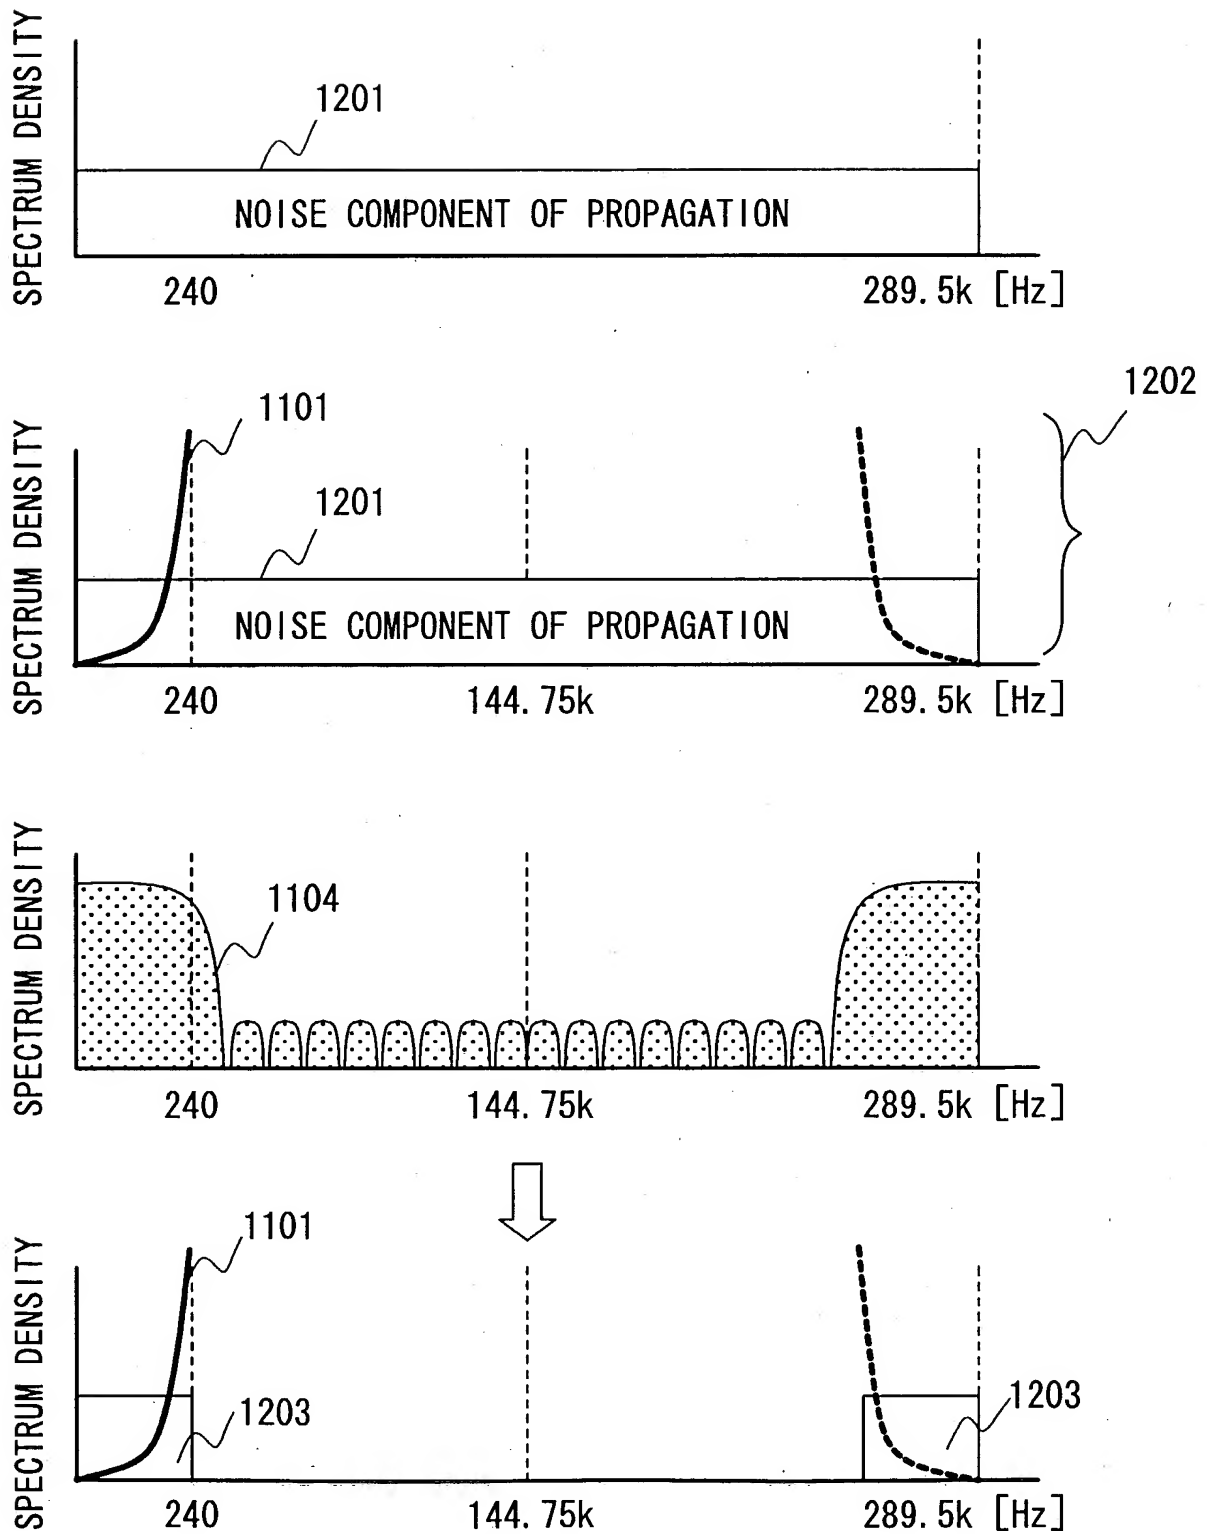 SPECTRUM DENSITY
1201
NOISE COMPONENT OF PROPAGATION
240
289.5k [Hz]
SPECTRUM DENSITY
1101
1201
1202
NOISE COMPONENT OF PROPAGATION
240
144.75k
289.5k [Hz]
SPECTRUM DENSITY
1104
240
144.75k
289.5k [Hz]
SPECTRUM DENSITY
1101
1203
1203
240
144.75k
289.5k [Hz]